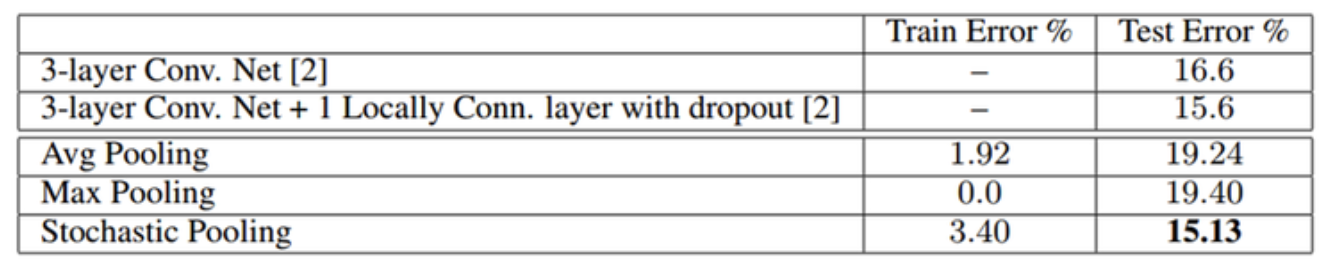 Train Error % Test Error %
3-layer Conv. Net [2] – 16.6
3-layer Conv. Net + 1 Locally Conn. layer with dropout [2] – 15.6
Avg Pooling 1.92 19.24
Max Pooling 0.0 19.40
Stochastic Pooling 3.40 15.13